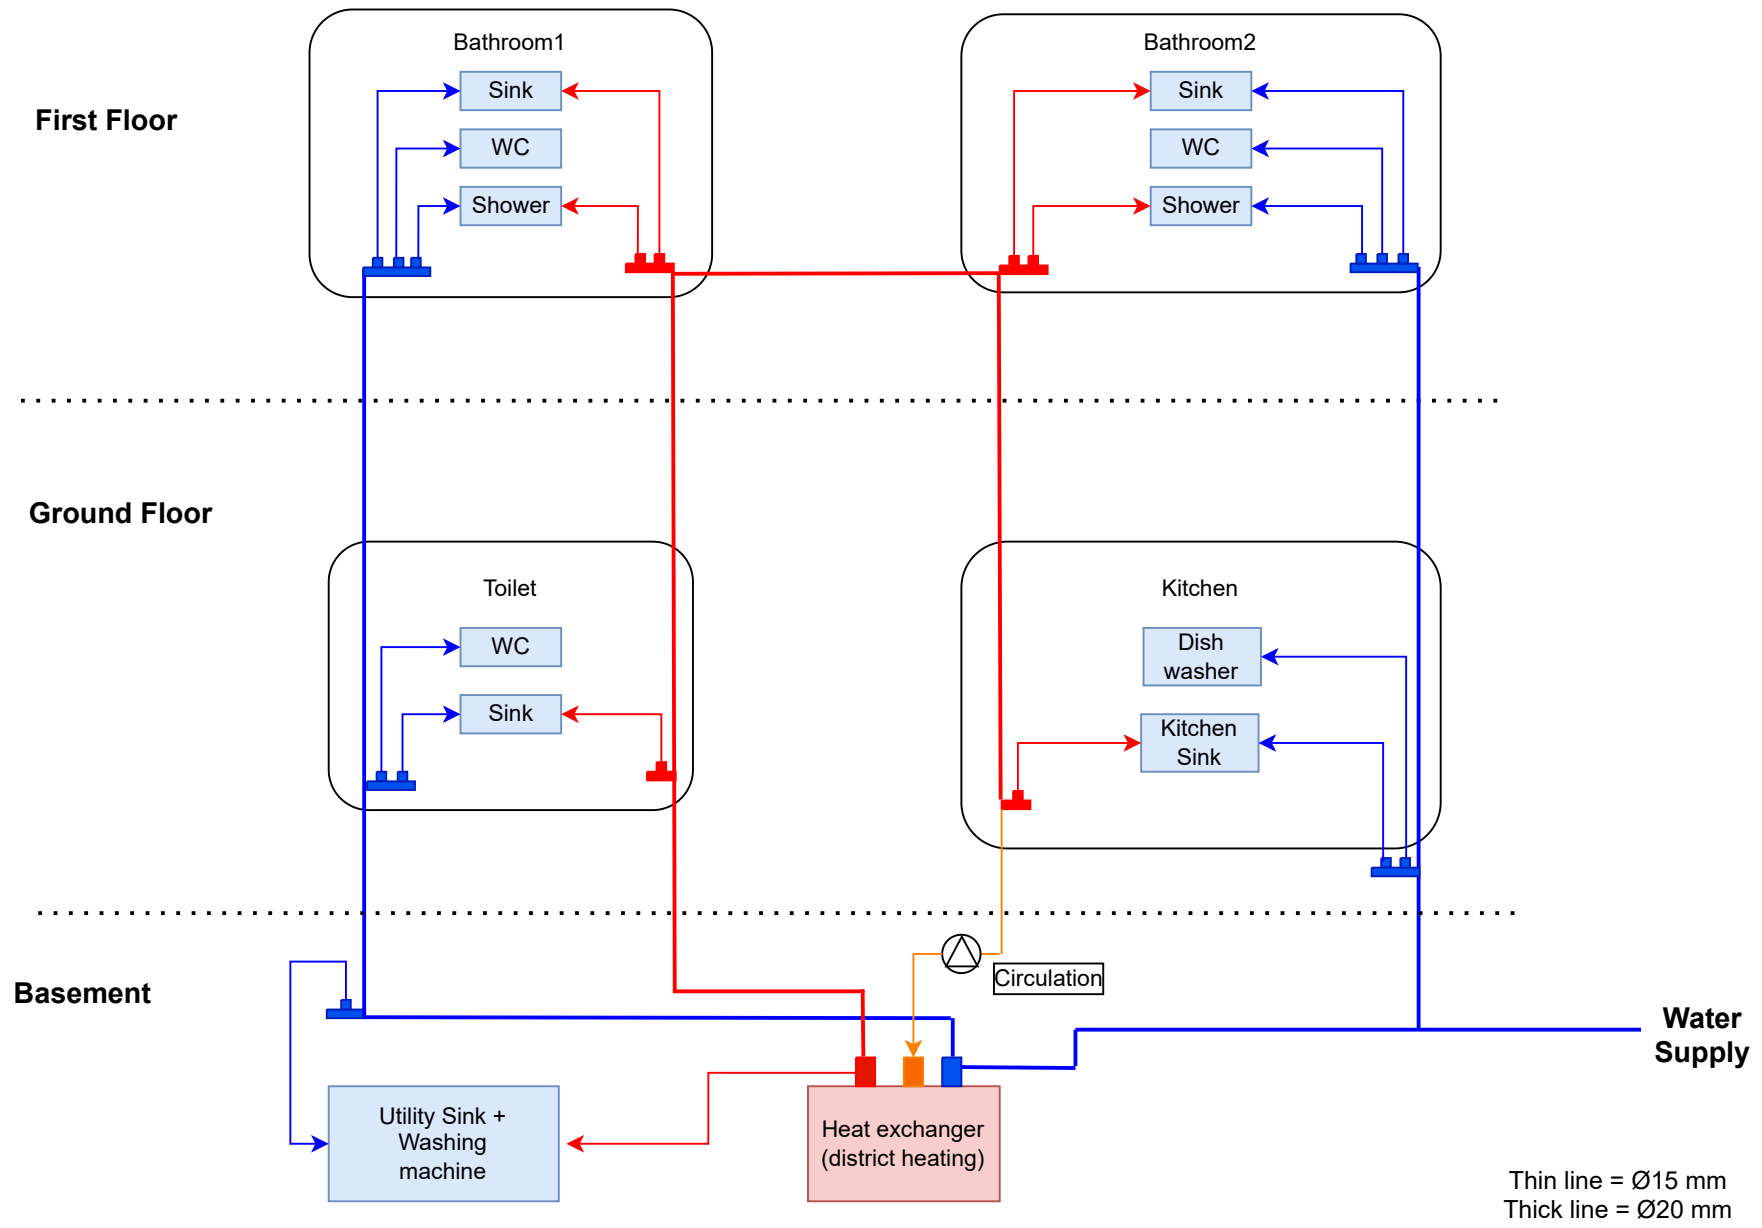 Bathroom1
Bathroom2
Sink
Sink
First Floor
WC
WC
Shower
Shower
Ground Floor
Toilet
Kitchen
WC
Dish
washer
Sink
Kitchen
Sink
Circulation
Basement
Water
Supply
Utility Sink +
Washing
machine
Heat exchanger
(district heating)
Thin line = Ø15 mm
Thick line = Ø20 mm